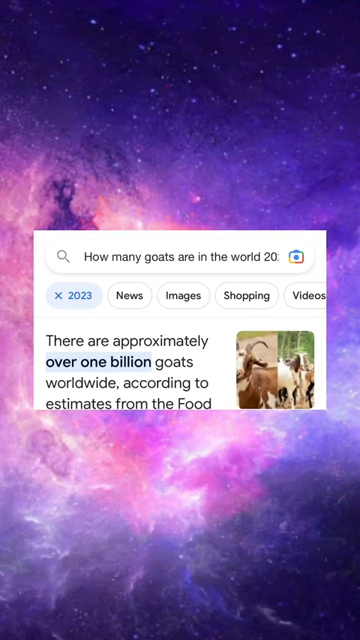 How many goats are in the world 202
✕ 2023 News Images Shopping Videos
There are approximately
over one billion goats
worldwide, according to
estimates from the Food